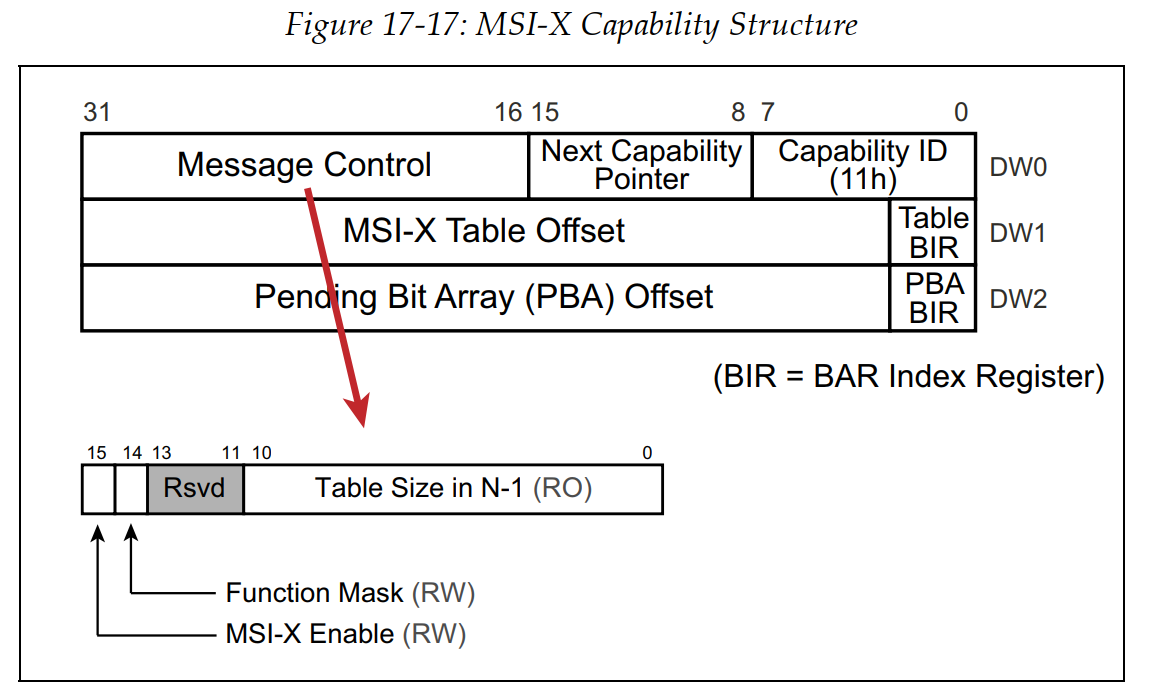 Figure 17-17: MSI-X Capability Structure
31 16 15 8 7 0
Message Control
Next Capability
Pointer
Capability ID
(11h)
DW0
MSI-X Table Offset
Table
BIR
DW1
Pending Bit Array (PBA) Offset
PBA
BIR
DW2
(BIR = BAR Index Register)
15 14 13 11 10 0
Rsvd
Table Size in N-1 (RO)
Function Mask (RW)
MSI-X Enable (RW)